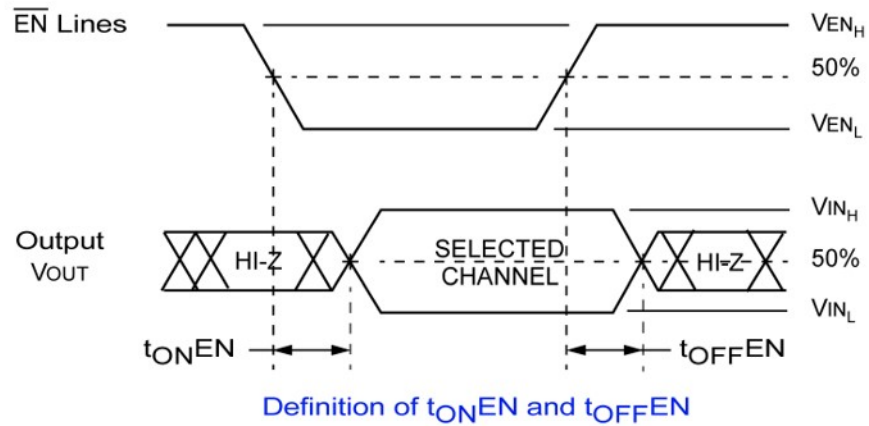 EN Lines
VENH
50%
VENL
Output
VOUT
HI-Z
SELECTED
CHANNEL
HI-Z
VINH
50%
VINL
tONEN
tOFFEN
Definition of tONEN and tOFFEN